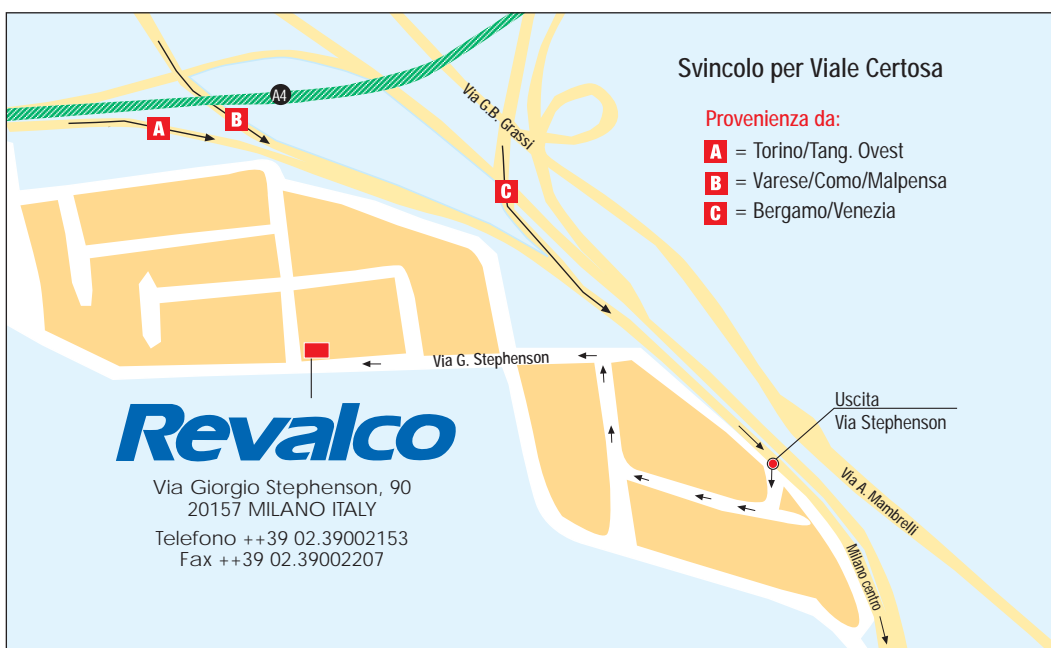 Svincolo per Viale Certosa
Provenienza da:
A = Torino/Tang. Ovest
B = Varese/Como/Malpensa
C = Bergamo/Venezia
A4
A
B
C
Via G.B. Grassi
Via G. Stephenson
Uscita
Via Stephenson
Via A. Mambrelli
Milano centro
Revalco
Via Giorgio Stephenson, 90
20157 MILANO ITALY
Telefono ++39 02.39002153
Fax ++39 02.39002207